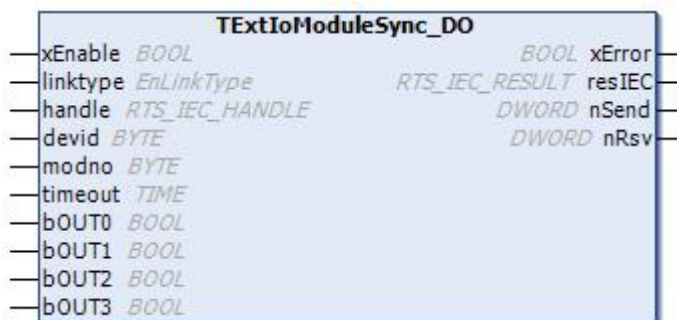 TExtIoModuleSync_DO
xEnable BOOL BOOL xError
linktype EnLinkType RTS_IEC_RESULT resIEC
handle RTS_IEC_HANDLE DWORD nSend
devid BYTE DWORD nRsv
modno BYTE
timeout TIME
bOUT0 BOOL
bOUT1 BOOL
bOUT2 BOOL
bOUT3 BOOL